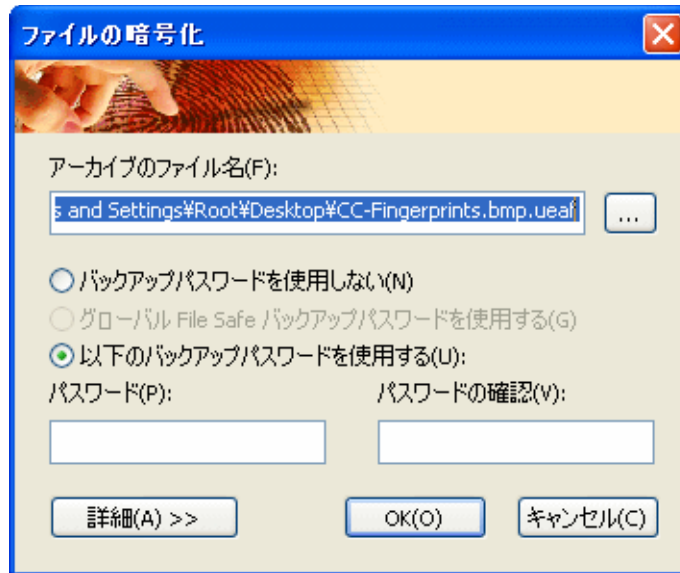 ファイルの暗号化
アーカイブのファイル名(F):
s and Settings¥Root¥Desktop¥CC-Fingerprints.bmp.ueaf
...
バックアップパスワードを使用しない(N)
グローバル File Safe バックアップパスワードを使用する(G)
以下のバックアップパスワードを使用する(U):
パスワード(P): パスワードの確認(V):
詳細(A) >> OK(O) キャンセル(C)